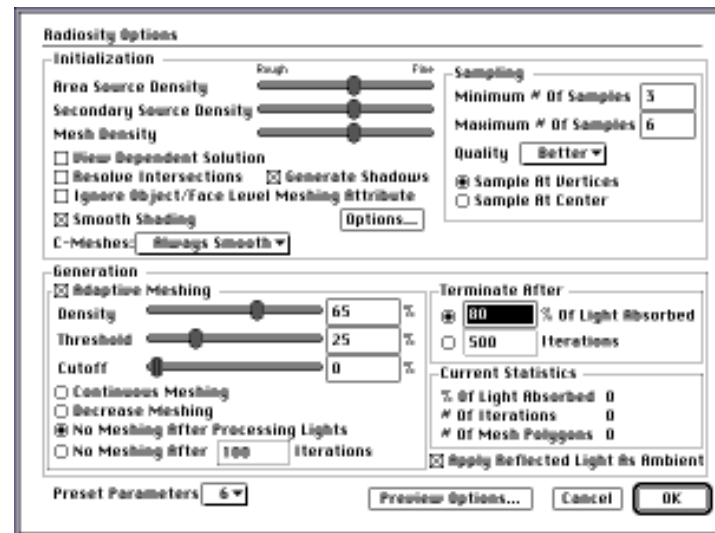 Radiosity Options
Initialization
Rough Fine
Area Source Density
Secondary Source Density
Mesh Density
View Dependent Solution
Resolve Intersections Generate Shadows
Ignore Object/Face Level Meshing Attribute
Smooth Shading Options...
C-Meshes: Always Smooth
Sampling
Minimum # Of Samples 3
Maximum # Of Samples 6
Quality Better
Sample At Vertices
Sample At Center
Generation
Adaptive Meshing
Density 65 %
Threshold 25 %
Cutoff 0 %
Continuous Meshing
Decrease Meshing
No Meshing After Processing Lights
No Meshing After 100 Iterations
Terminate After
80 % Of Light Absorbed
500 Iterations
Current Statistics
% Of Light Absorbed 0
# Of Iterations 0
# Of Mesh Polygons 0
Apply Reflected Light As Ambient
Preset Parameters 6
Preview Options... Cancel OK